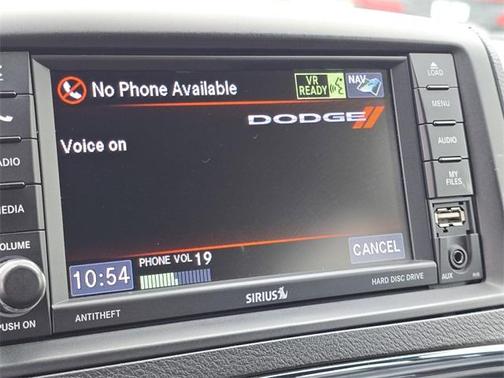 No Phone Available
VR
READY
NAV
DODGE
Voice on
PHONE VOL 19
10:54
CANCEL
LOAD
MENU
AUDIO
MY
FILES
RADIO
MEDIA
VOLUME
PUSH ON
ANTITHEFT
SIRIUS
HARD DISC DRIVE
AUX